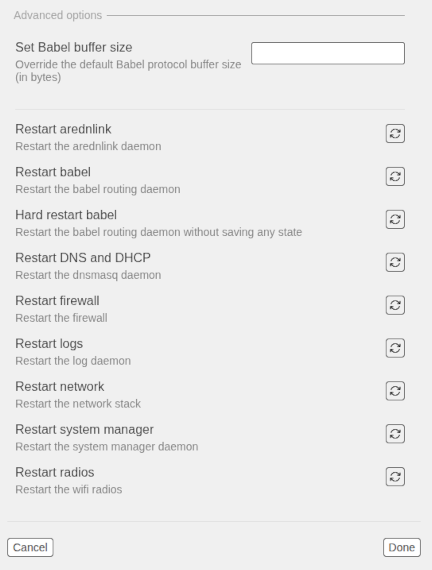 Advanced options
Set Babel buffer size
Override the default Babel protocol buffer size
(in bytes)
Restart arednlink
Restart the arednlink daemon
Restart babel
Restart the babel routing daemon
Hard restart babel
Restart the babel routing daemon without saving any state
Restart DNS and DHCP
Restart the dnsmasq daemon
Restart firewall
Restart the firewall
Restart logs
Restart the log daemon
Restart network
Restart the network stack
Restart system manager
Restart the system manager daemon
Restart radios
Restart the wifi radios
Cancel
Done